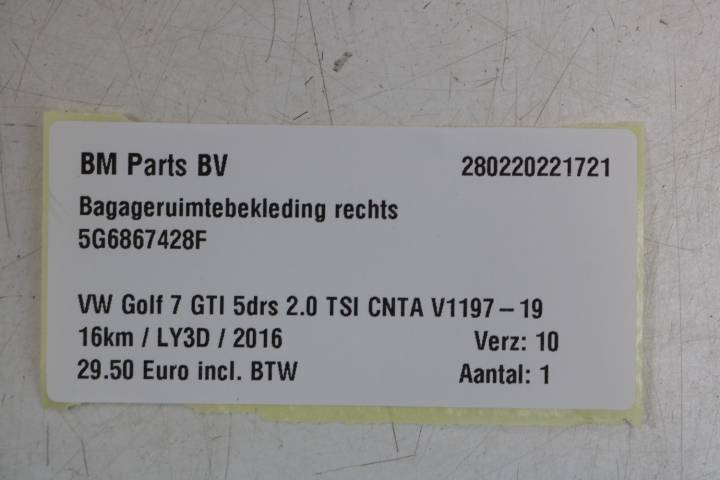 BM Parts BV 280220221721
Bagageruimtebekleding rechts
5G6867428F
VW Golf 7 GTI 5drs 2.0 TSI CNTA V1197 – 19
16km / LY3D / 2016 Verz: 10
29.50 Euro incl. BTW Aantal: 1